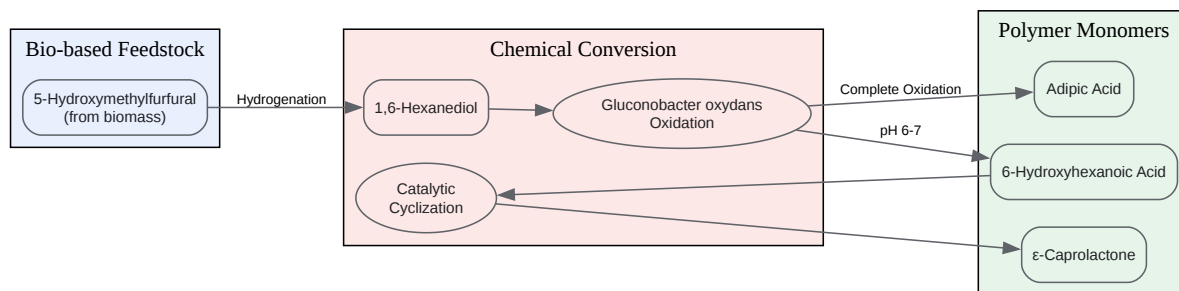 Bio-based Feedstock
5-Hydroxymethylfurfural
(from biomass)
Hydrogenation
Chemical Conversion
1,6-Hexanediol
Gluconobacter oxydans
Oxidation
Catalytic
Cyclization
Complete Oxidation
pH 6-7
Polymer Monomers
Adipic Acid
6-Hydroxyhexanoic Acid
ε-Caprolactone